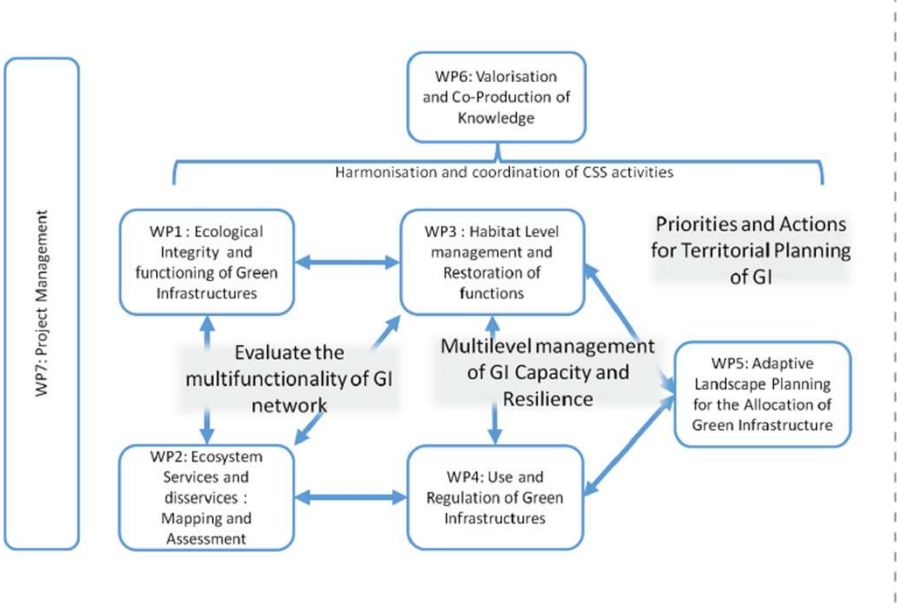 WP7: Project Management
WP6: Valorisation
and Co-Production of
Knowledge
Harmonisation and coordination of CSS activities
WP1 : Ecological
Integrity and
functioning of Green
Infrastructures
WP3 : Habitat Level
management and
Restoration of
functions
Priorities and Actions
for Territorial Planning
of GI
Evaluate the
multifunctionality of GI
network
Multilevel management
of GI Capacity and
Resilience
WP5: Adaptive
Landscape Planning
for the Allocation of
Green Infrastructure
WP2: Ecosystem
Services and
disservices :
Mapping and
Assessment
WP4: Use and
Regulation of Green
Infrastructures